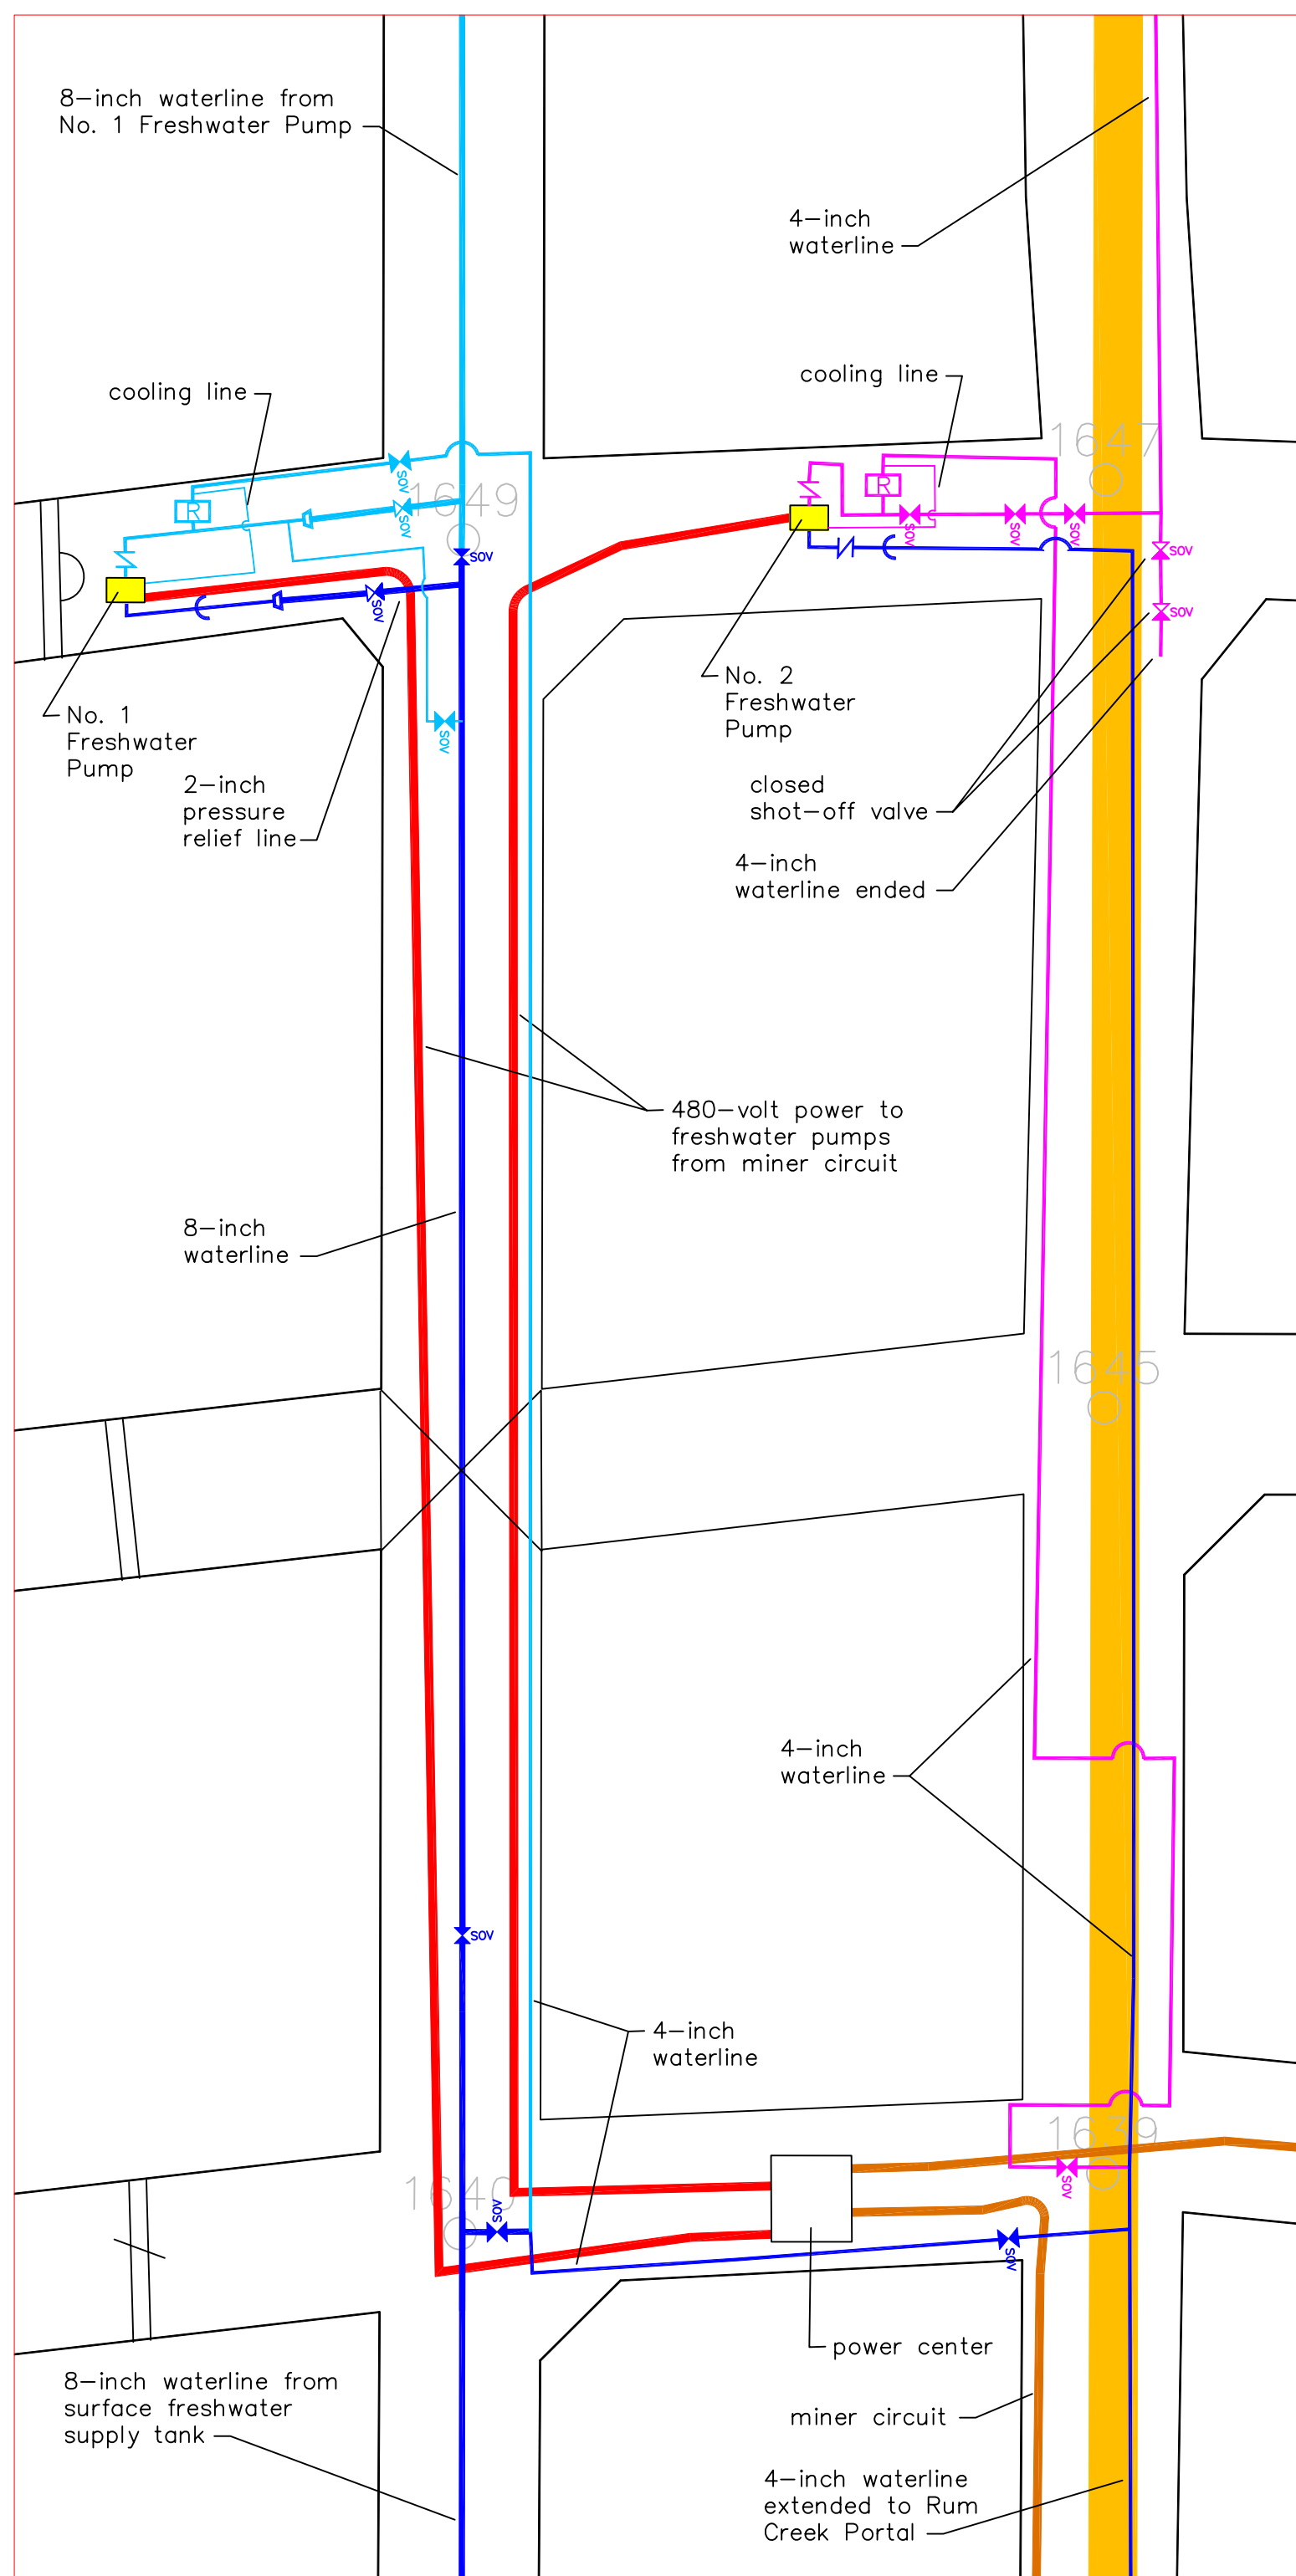 8-inch waterline from
No. 1 Freshwater Pump
4-inch
waterline
cooling line
cooling line
1647
R
SOV
1649
R
SOV
SOV
SOV
SOV
SOV
SOV
SOV
SOV
SOV
No. 2
Freshwater
Pump
No. 1
Freshwater
Pump
SOV
2-inch
pressure
relief line
closed
shot-off valve
4-inch
waterline ended
480-volt power to
freshwater pumps
from miner circuit
8-inch
waterline
1645
4-inch
waterline
SOV
4-inch
waterline
1639
SOV
1640
SOV
SOV
power center
8-inch waterline from
surface freshwater
supply tank
miner circuit
4-inch waterline
extended to Rum
Creek Portal